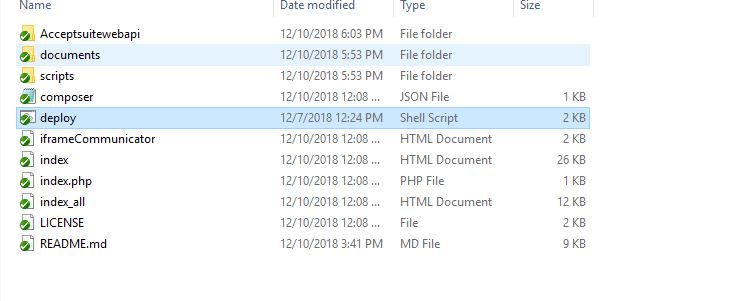 Name Date modified Type Size
Acceptsuitewebapi 12/10/2018 6:03 PM File folder
documents 12/10/2018 5:53 PM File folder
scripts 12/10/2018 5:53 PM File folder
composer 12/10/2018 12:08 ... JSON File 1 KB
deploy 12/7/2018 12:24 PM Shell Script 2 KB
iframeCommunicator 12/10/2018 12:08 ... HTML Document 2 KB
index 12/10/2018 12:08 ... HTML Document 26 KB
index.php 12/10/2018 12:08 ... PHP File 1 KB
index_all 12/10/2018 12:08 ... HTML Document 12 KB
LICENSE 12/10/2018 12:08 ... File 2 KB
README.md 12/10/2018 3:41 PM MD File 9 KB